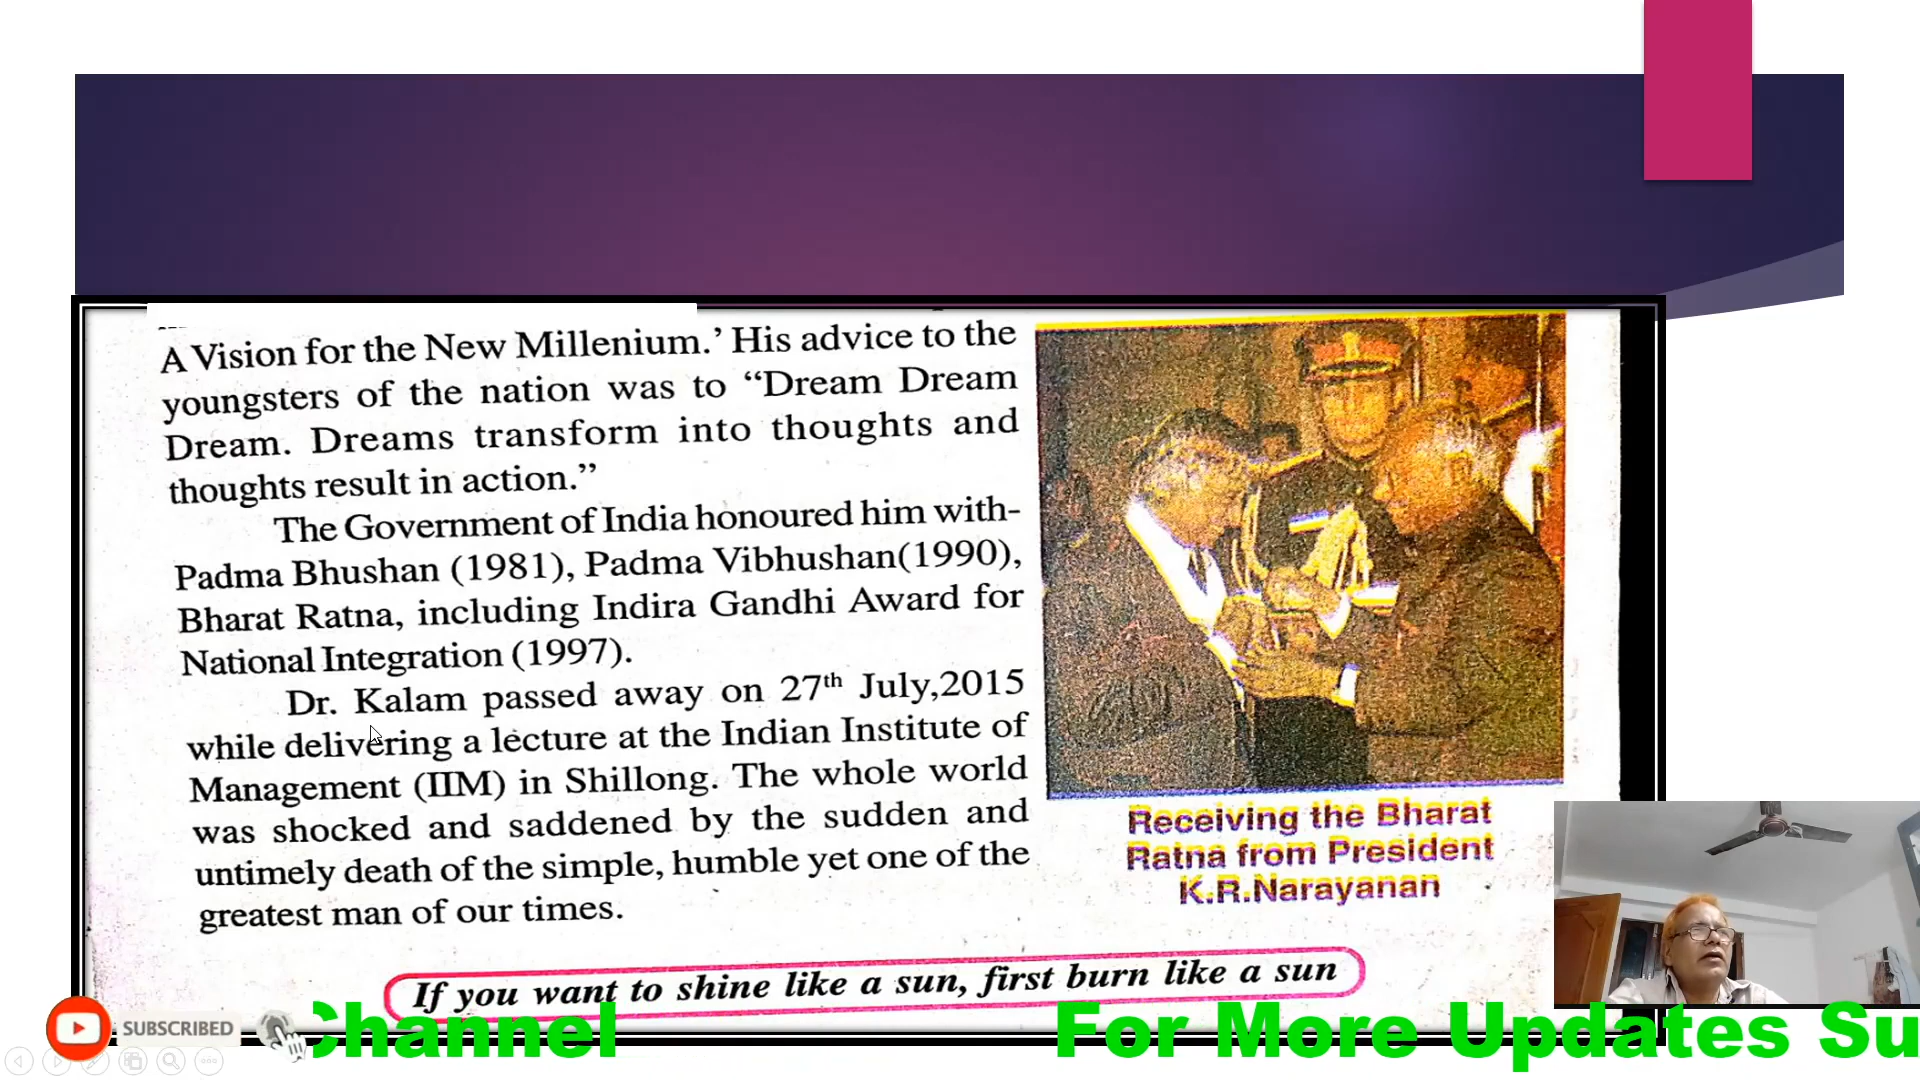 A Vision for the New Millenium.’ His advice to the
youngsters of the nation was to “Dream Dream
Dream. Dreams transform into thoughts and
thoughts result in action.”
The Government of India honoured him with-
Padma Bhushan (1981), Padma Vibhushan(1990),
Bharat Ratna, including Indira Gandhi Award for
National Integration (1997).
Dr. Kalam passed away on 27th July,2015
while delivering a lecture at the Indian Institute of
Management (IIM) in Shillong. The whole world
was shocked and saddened by the sudden and
untimely death of the simple, humble yet one of the
greatest man of our times.
Receiving the Bharat
Ratna from President
K.R.Narayanan
If you want to shine like a sun, first burn like a sun
SUBSCRIBED
Channel For More Updates Su